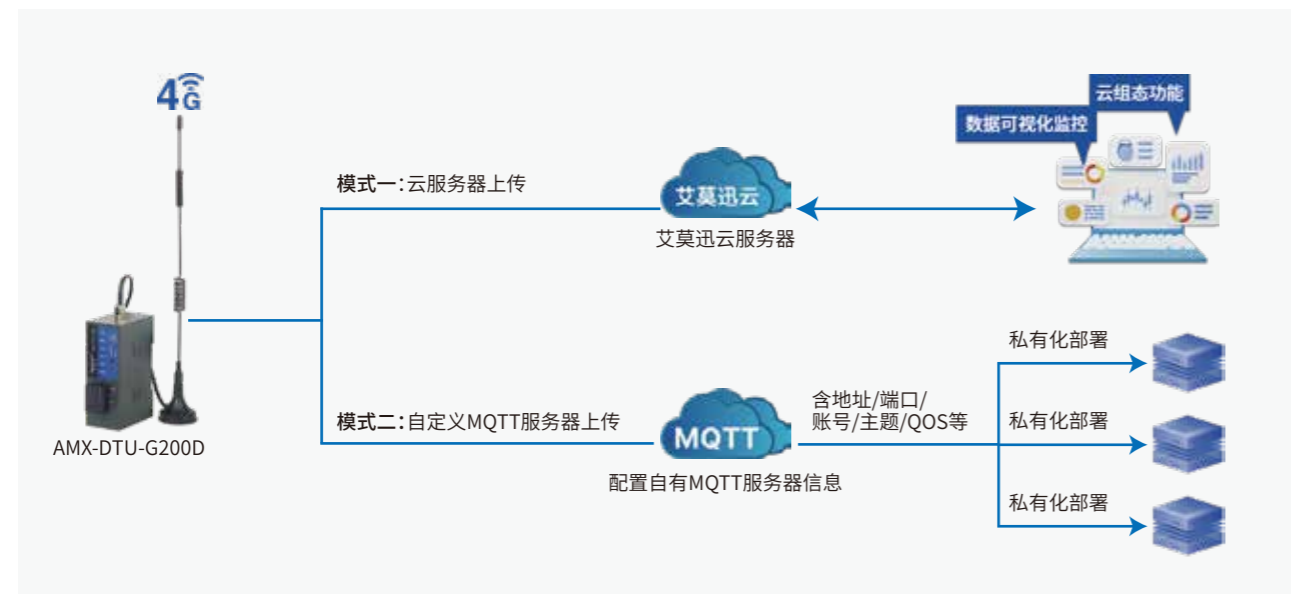 4G
云组态功能
数据可视化监控
模式一：云服务器上传
艾莫迅云
艾莫迅云服务器
AMX-DTU-G200D
模式二：自定义MQTT服务器上传
MQTT
配置自有MQTT服务器信息
含地址/端口/
账号/主题/QOS等
私有化部署
私有化部署
私有化部署